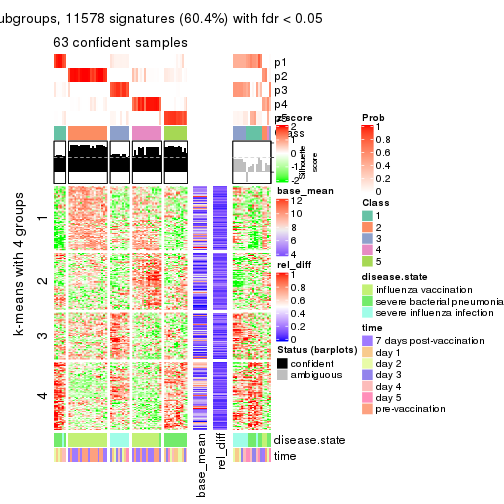 ubgroups, 11578 signatures (60.4%) with fdr < 0.05
63 confident samples
p1
p2
p3
p4
k-means with 4 groups
1
2
3
4
base_mean
rel_diff
disease.state
time
2
1
0
-1
-2
Silhouette
score
base_mean
12
10
8
6
4
rel_diff
1
0.8
0.6
0.4
0.2
0
Status (barplots)
confident
ambiguous
Prob
1
0.8
0.6
0.4
0.2
0
Class
1
2
3
4
5
disease.state
influenza vaccination
severe bacterial pneumonia
severe influenza infection
time
7 days post-vaccination
day 1
day 2
day 3
day 4
day 5
pre-vaccination